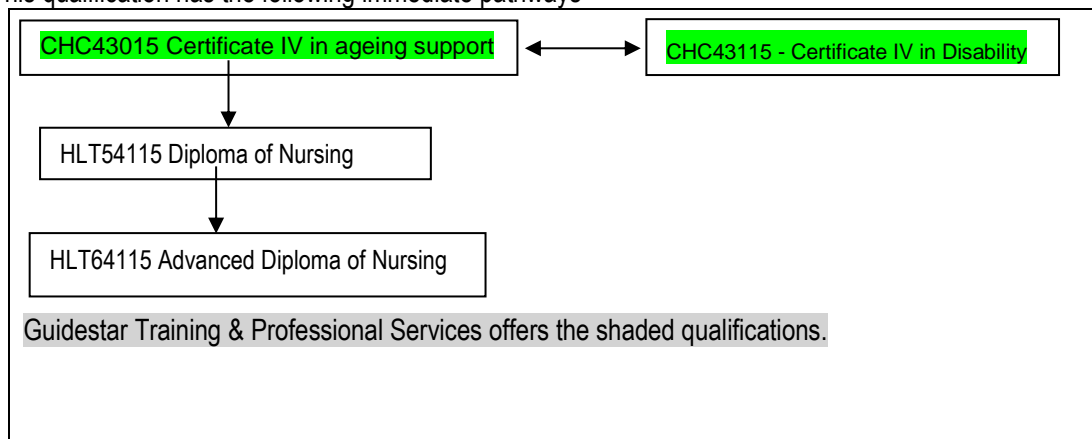 his qualification has the following immediate pathways
CHC43015 Certificate IV in ageing support
CHC43115 - Certificate IV in Disability
HLT54115 Diploma of Nursing
HLT64115 Advanced Diploma of Nursing
Guidestar Training & Professional Services offers the shaded qualifications.